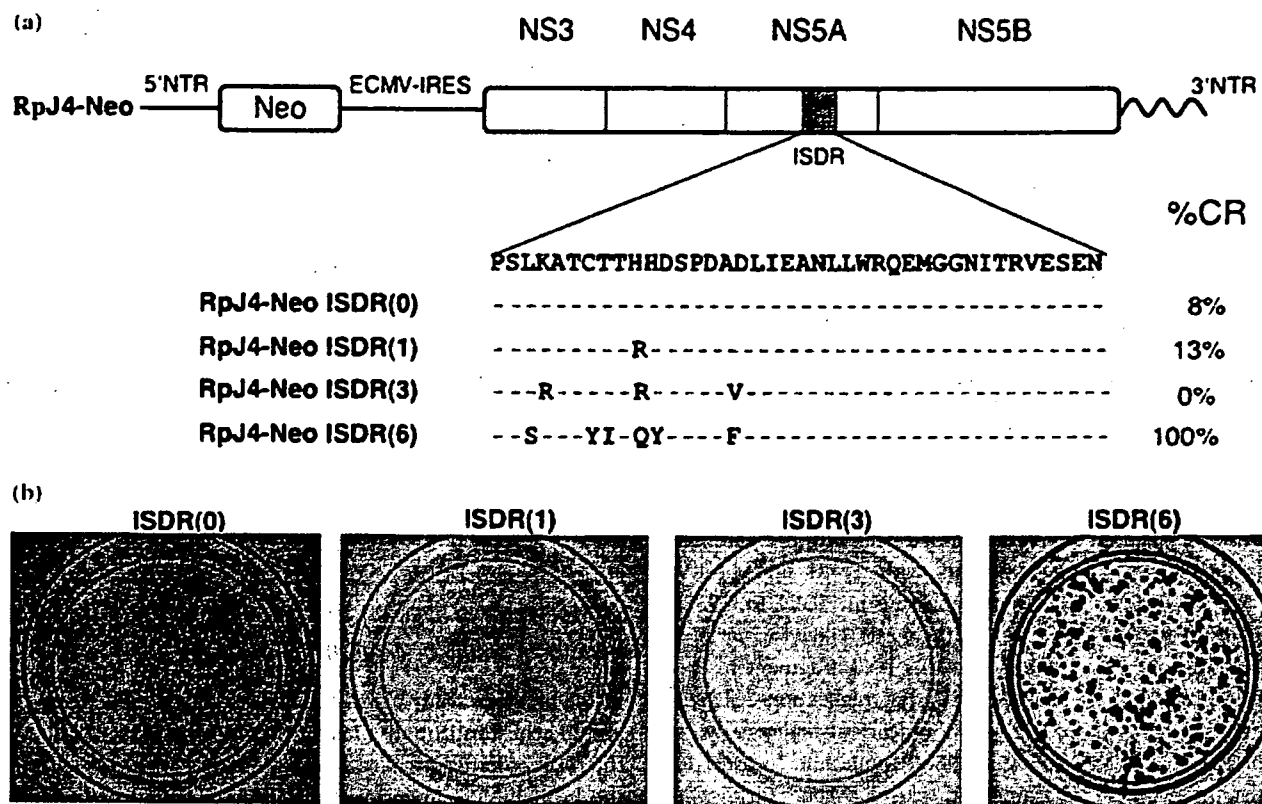 (a)
NS3 NS4 NS5A NS5B
5'NTR ECMV-IRES 3'NTR
RpJ4-Neo Neo
ISDR
%CR
PSLKATCTTHHDSPDADLIEANLLWRQEMGGNITRVESEN
RpJ4-Neo ISDR(0) ---------------------------------------- 8%
RpJ4-Neo ISDR(1) ---------R------------------------------ 13%
RpJ4-Neo ISDR(3) ---R-----R-----V------------------------ 0%
RpJ4-Neo ISDR(6) --S---YI-QY----F------------------------ 100%
(b)
ISDR(0) ISDR(1) ISDR(3) ISDR(6)